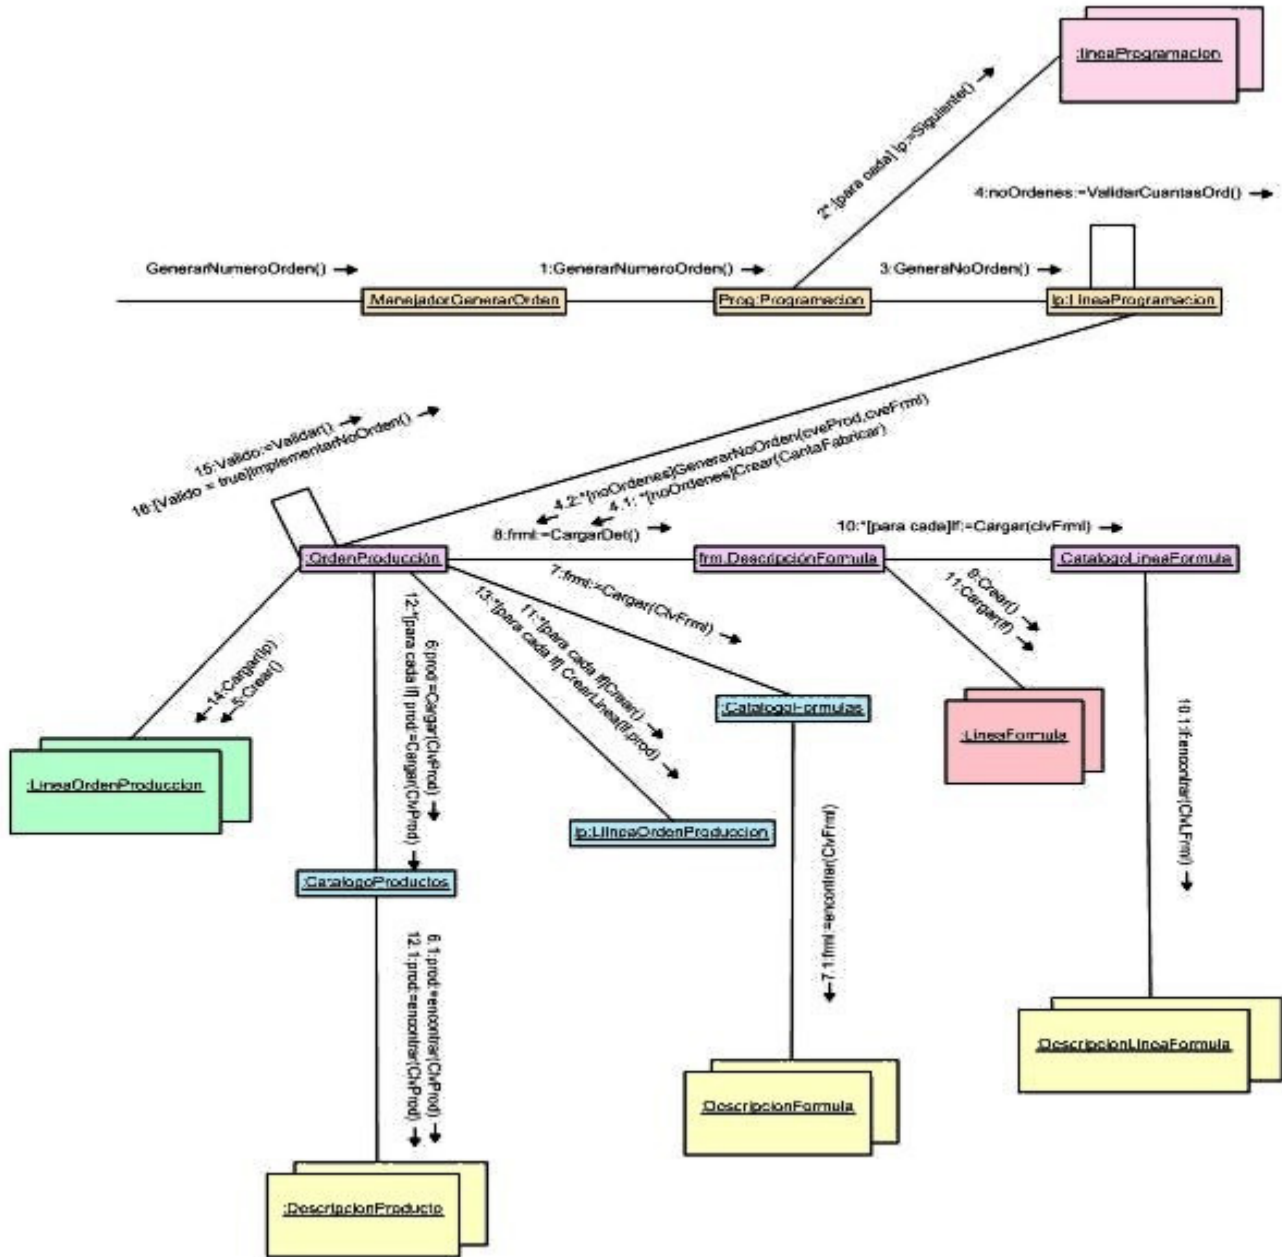 :lineaProgramacion
2*:[para cada] lp:=Siguiente()
4:noOrdenes:=ValidarCuantasOrd()
GenerarNumeroOrden()
1:GenerarNumeroOrden()
3:GeneraNoOrden()
:ManejadorGenerarOrden
Prog:Programacion
lp:LineaProgramacion
15:Valido:=Validar()
16:[Valido = true]ImplementarNoOrden()
4.2:*[noOrdenes]GenerarNoOrden(cveProd,cveFrml)
4.1: *[noOrdenes]Crear(CantaFabricar)
8:frml:=CargarDet()
10:*[para cada]lf:=Cargar(clvFrml)
:OrdenProducción
frm.DescripciónFormula
:CatalogoLineaFormula
7:frml:=Cargar(ClvFrml)
9:Crear()
11:Cargar(lf)
14:Cargar(lp)
5:Crear()
6:prod:=Cargar(ClvProd)
12:*[para cada lf] prod:=Cargar(ClvProd)
11:*[para cada lf]Crear()
13:*[para cada lf] CrearLinea(lf,prod)
:CatalogoFormulas
:LineaFormula
10.1:lf:encontrar(ClvLFrml)
:LineaOrdenProduccion
lp:LIineaOrdenProduccion
:CatalogoProductos
7.1:frml:=encontrar(ClvFrml)
6.1:prod:=encontrar(ClvProd)
12.1:prod:=encontrar(ClvProd)
:DescripcionLineaFormula
:DescripcionFormula
:DescripcionProducto